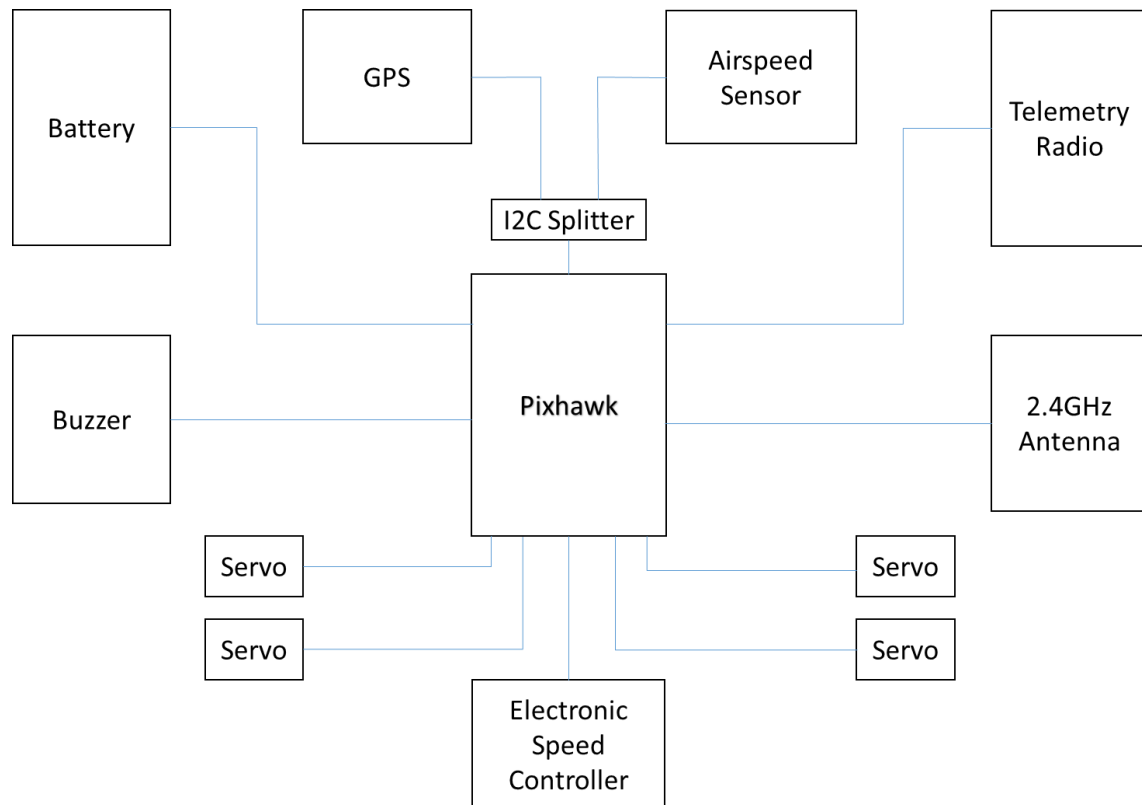 GPS
Airspeed
Sensor
Battery
Telemetry
Radio
I2C Splitter
Pixhawk
Buzzer
2.4GHz
Antenna
Servo
Servo
Servo
Servo
Electronic
Speed
Controller